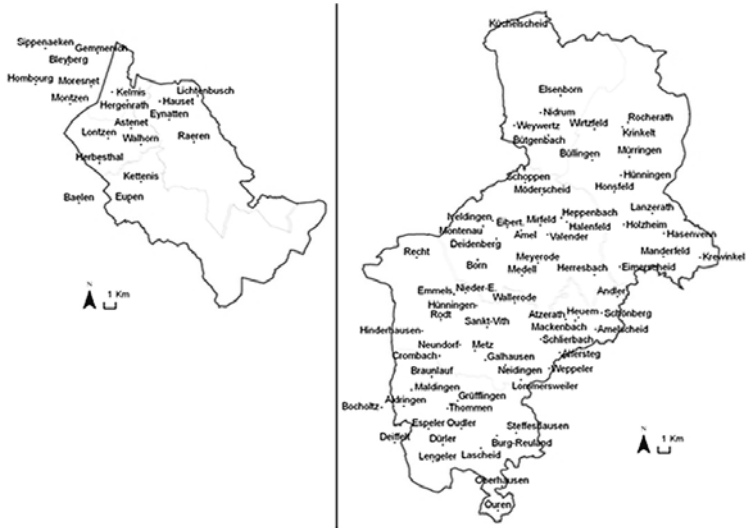 Sippenaeken
Gemmenich
Bleyberg
Hombourg
Moresnet
Montzen
Kelmis
Lichtenbusch
Hergenrath
Hauset
Eynatten
Astenet
Lontzen
Walhorn
Raeren
Herbesthal
Kettenis
Baelen
Eupen
N
1 Km
Küchelscheid
Elsenborn
Nidrum
Weywertz
Wirtzfeld
Rocherath
Krinkelt
Bütgenbach
Büllingen
Mürringen
Schoppen
Möderscheid
Hünningen
Honsfeld
Iveldingen
Eibert
Mirfeld
Heppenbach
Lanzerath
Montenau
Halenfeld
Holzheim
Deidenberg
Amel
Valender
Hasenvenn
Recht
Born
Meyerode
Medell
Herresbach
Manderfeld
Krewinkel
Eimerscheid
Emmels
Nieder-E.
Wallerode
Andler
Hünningen
Rodt
Sankt-Vith
Atzerath
Heuem
Schönberg
Hinderhausen
Mackenbach
Amelscheid
Schlierbach
Neundorf
Metz
Alfersteg
Crombach
Galhausen
Braunlauf
Neidingen
Weppeler
Maldingen
Lommersweiler
Aldringen
Grüfflingen
Bocholtz
Thommen
Espeler
Oudler
Steffeshausen
Deiffelt
Dürler
Burg-Reuland
Lengeler
Lascheid
Oberhausen
Ouren
N
1 Km